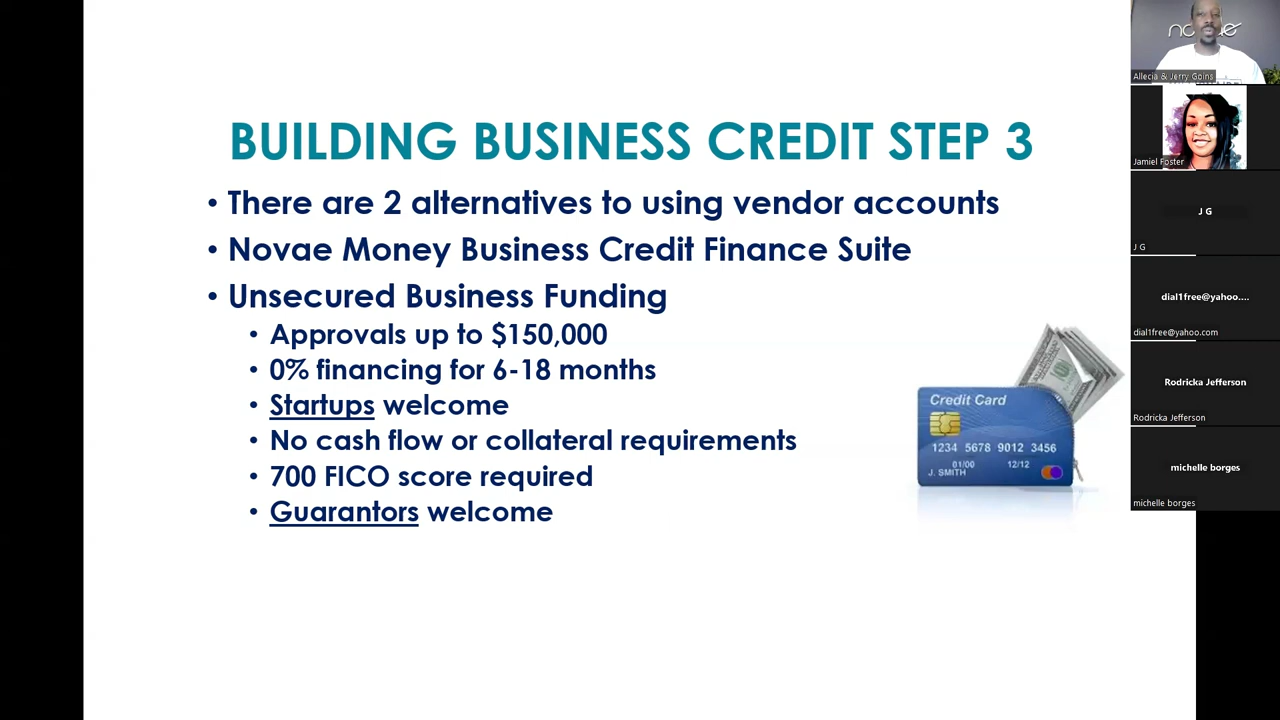 BUILDING BUSINESS CREDIT STEP 3
• There are 2 alternatives to using vendor accounts
• Novae Money Business Credit Finance Suite
• Unsecured Business Funding
• Approvals up to $150,000
• 0% financing for 6-18 months
• Startups welcome
• No cash flow or collateral requirements
• 700 FICO score required
• Guarantors welcome
Credit Card
1234 5678 9012 3456
01/00 12/12
J. SMITH
Allecia & Jerry Goins
Jamiel Foster
J G
J G
dial1free@yahoo....
dial1free@yahoo.com
Rodricka Jefferson
Rodricka Jefferson
michelle borges
michelle borges